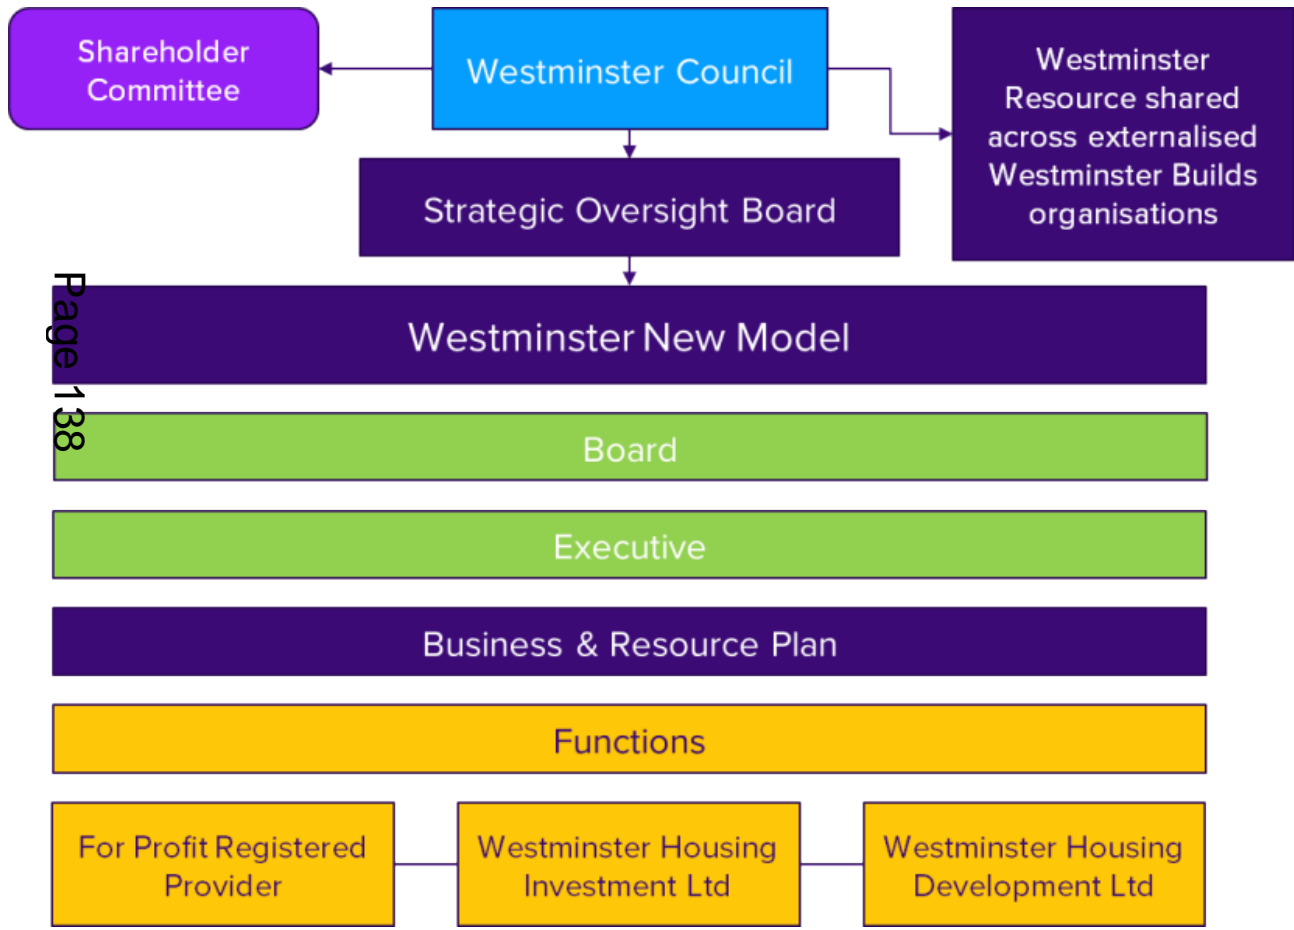 Shareholder
Committee
Westminster Council
Westminster
Resource shared
across externalised
Westminster Builds
organisations
Strategic Oversight Board
Page 138
Westminster New Model
Board
Executive
Business & Resource Plan
Functions
For Profit Registered
Provider
Westminster Housing
Investment Ltd
Westminster Housing
Development Ltd